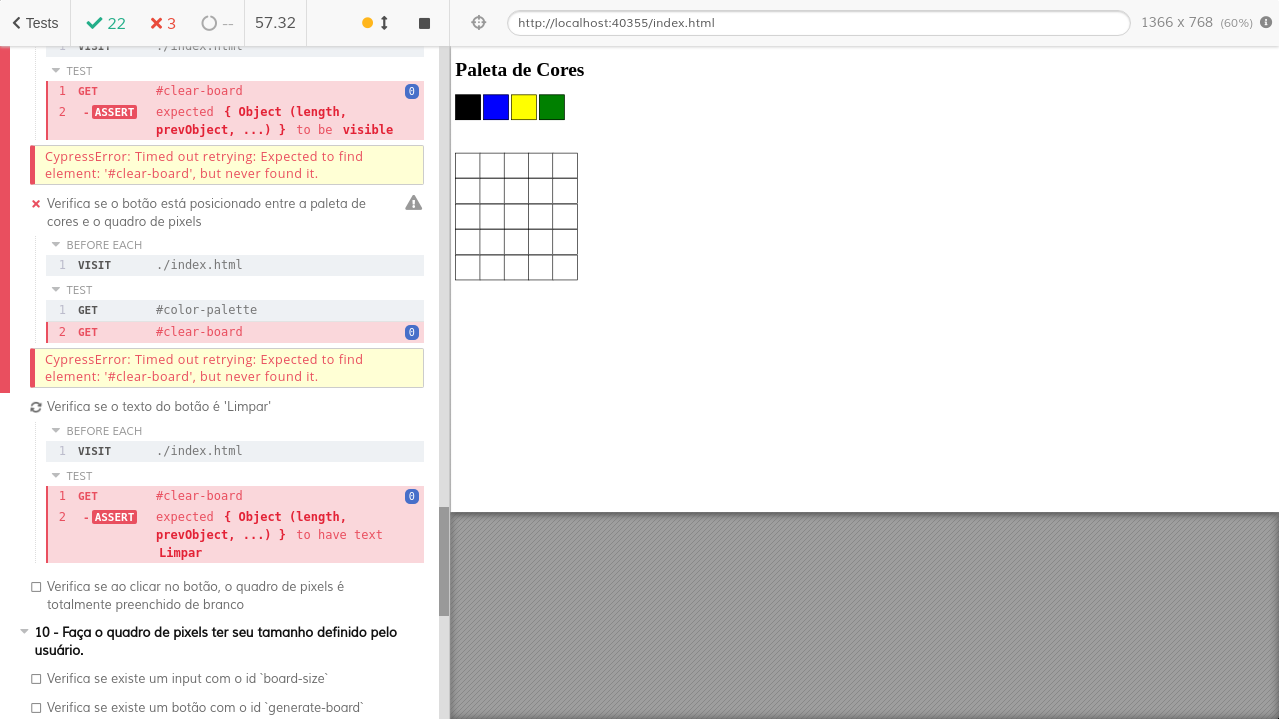 Tests 22 3 -- 57.32 http://localhost:40355/index.html 1366 x 768 (60%)
1 VISIT ./index.html
TEST
1 GET #clear-board 0
2 -ASSERT expected { Object (length,
prevObject, ...) } to be visible
CypressError: Timed out retrying: Expected to find
element: '#clear-board', but never found it.
Verifica se o botão está posicionado entre a paleta de
cores e o quadro de pixels
BEFORE EACH
1 VISIT ./index.html
TEST
1 GET #color-palette
2 GET #clear-board 0
CypressError: Timed out retrying: Expected to find
element: '#clear-board', but never found it.
Verifica se o texto do botão é 'Limpar'
BEFORE EACH
1 VISIT ./index.html
TEST
1 GET #clear-board 0
2 -ASSERT expected { Object (length,
prevObject, ...) } to have text
Limpar
Verifica se ao clicar no botão, o quadro de pixels é
totalmente preenchido de branco
10 - Faça o quadro de pixels ter seu tamanho definido pelo
usuário.
Verifica se existe um input com o id `board-size`
Verifica se existe um botão com o id `generate-board`
Paleta de Cores